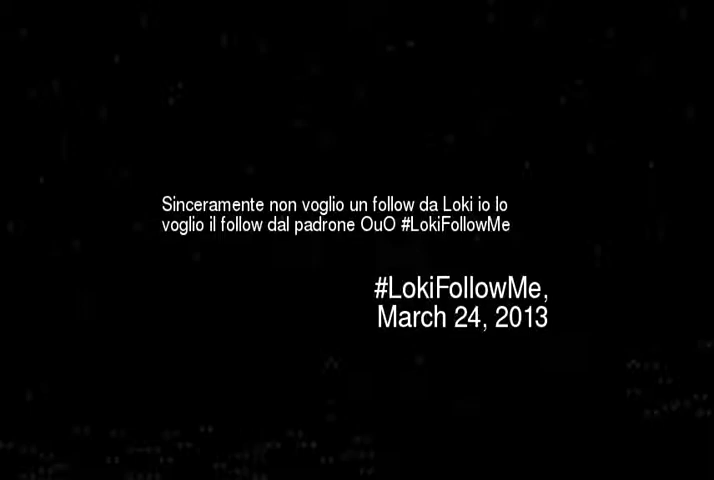 Sinceramente non voglio un follow da Loki io lo
voglio il follow dal padrone OuO #LokiFollowMe
#LokiFollowMe,
March 24, 2013